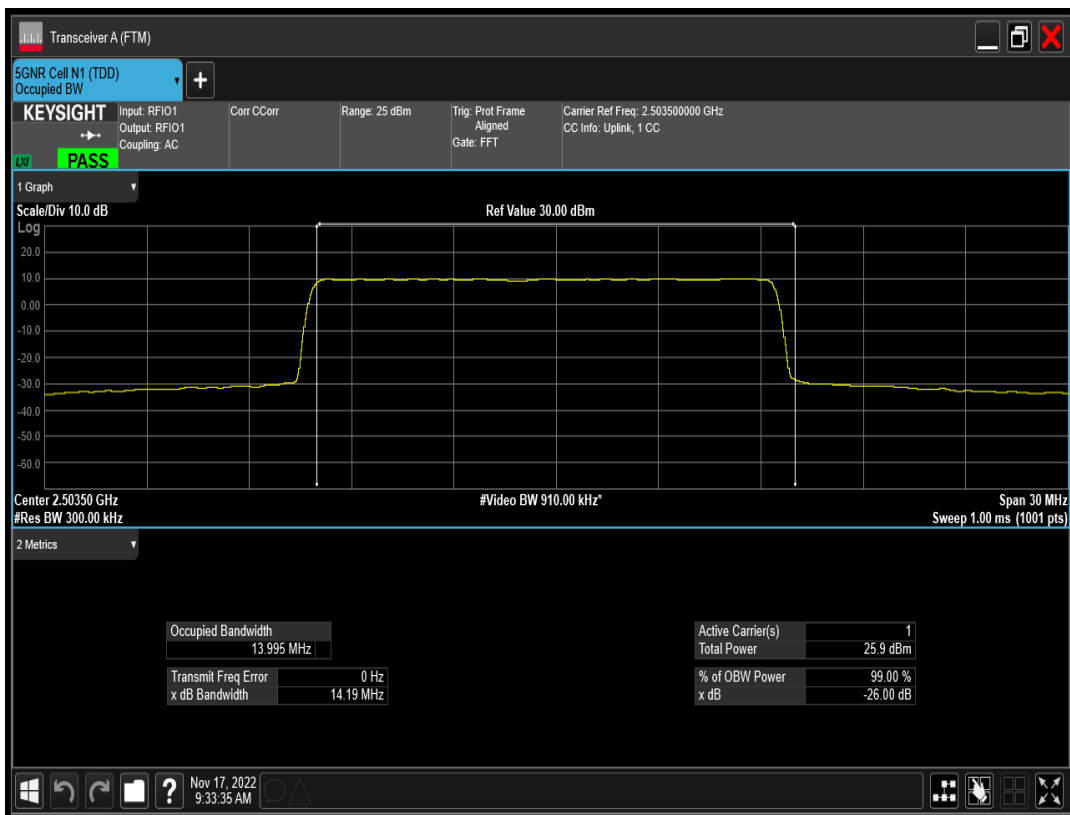 Transceiver A (FTM)
5GNR Cell N1 (TDD)
Occupied BW
+
KEYSIGHT
LXI
PASS
Input: RFIO1
Output: RFIO1
Coupling: AC
Corr CCorr
Range: 25 dBm
Trig: Prot Frame
Aligned
Gate: FFT
Carrier Ref Freq: 2.503500000 GHz
CC Info: Uplink, 1 CC
1 Graph
Scale/Div 10.0 dB
Ref Value 30.00 dBm
Log
20.0
10.0
0.00
-10.0
-20.0
-30.0
-40.0
-50.0
-60.0
Center 2.50350 GHz
#Video BW 910.00 kHz*
Span 30 MHz
#Res BW 300.00 kHz
Sweep 1.00 ms (1001 pts)
2 Metrics
Occupied Bandwidth
13.995 MHz
Transmit Freq Error 0 Hz
x dB Bandwidth 14.19 MHz
Active Carrier(s) 1
Total Power 25.9 dBm
% of OBW Power 99.00 %
x dB -26.00 dB
?
Nov 17, 2022
9:33:35 AM